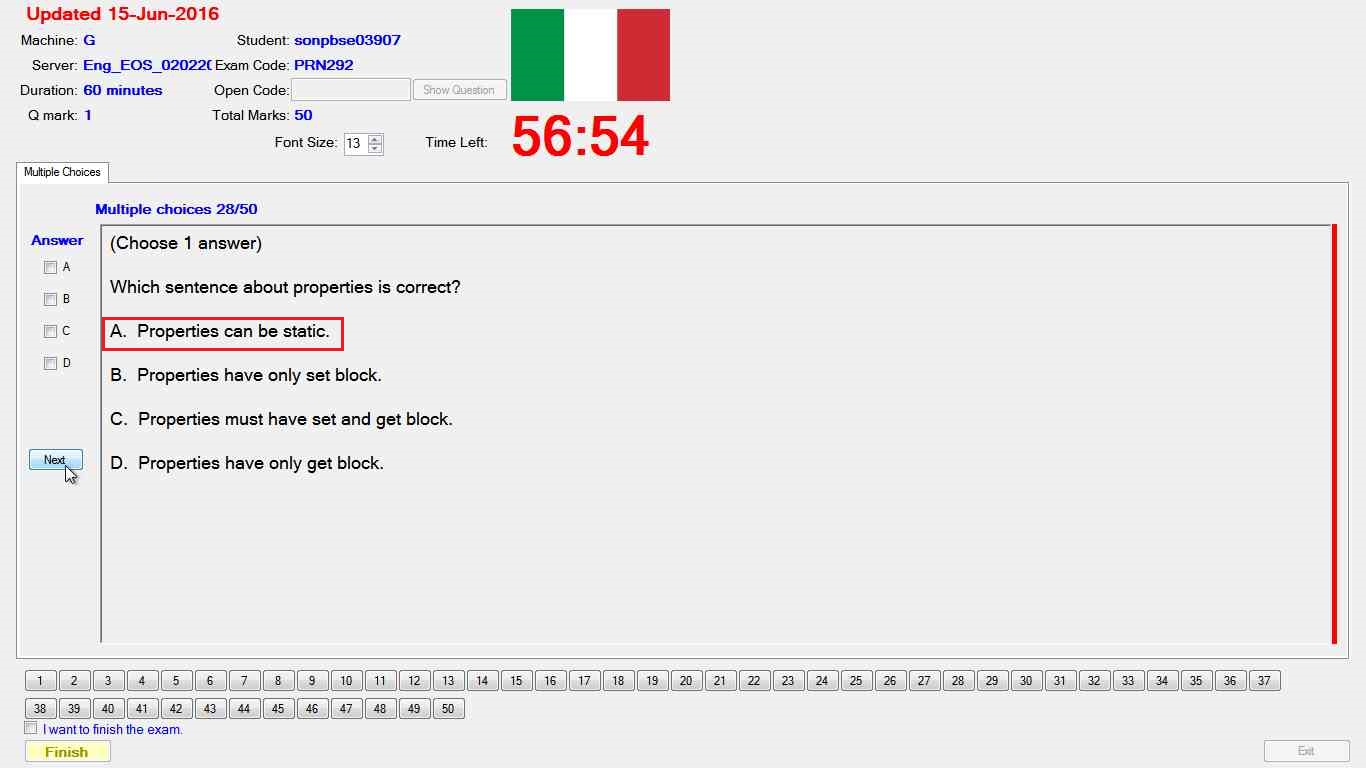 Updated 15-Jun-2016
Machine: G Student: sonpbse03907
Server: Eng_EOS_02022( Exam Code: PRN292
Duration: 60 minutes Open Code: Show Question
Q mark: 1 Total Marks: 50
Font Size: 13 Time Left: 56:54
Multiple Choices
Multiple choices 28/50
Answer
(Choose 1 answer)
A
Which sentence about properties is correct?
B
A. Properties can be static.
C
D
B. Properties have only set block.
C. Properties must have set and get block.
Next
D. Properties have only get block.
1 2 3 4 5 6 7 8 9 10 11 12 13 14 15 16 17 18 19 20 21 22 23 24 25 26 27 28 29 30 31 32 33 34 35 36 37
38 39 40 41 42 43 44 45 46 47 48 49 50
I want to finish the exam.
Finish Exit